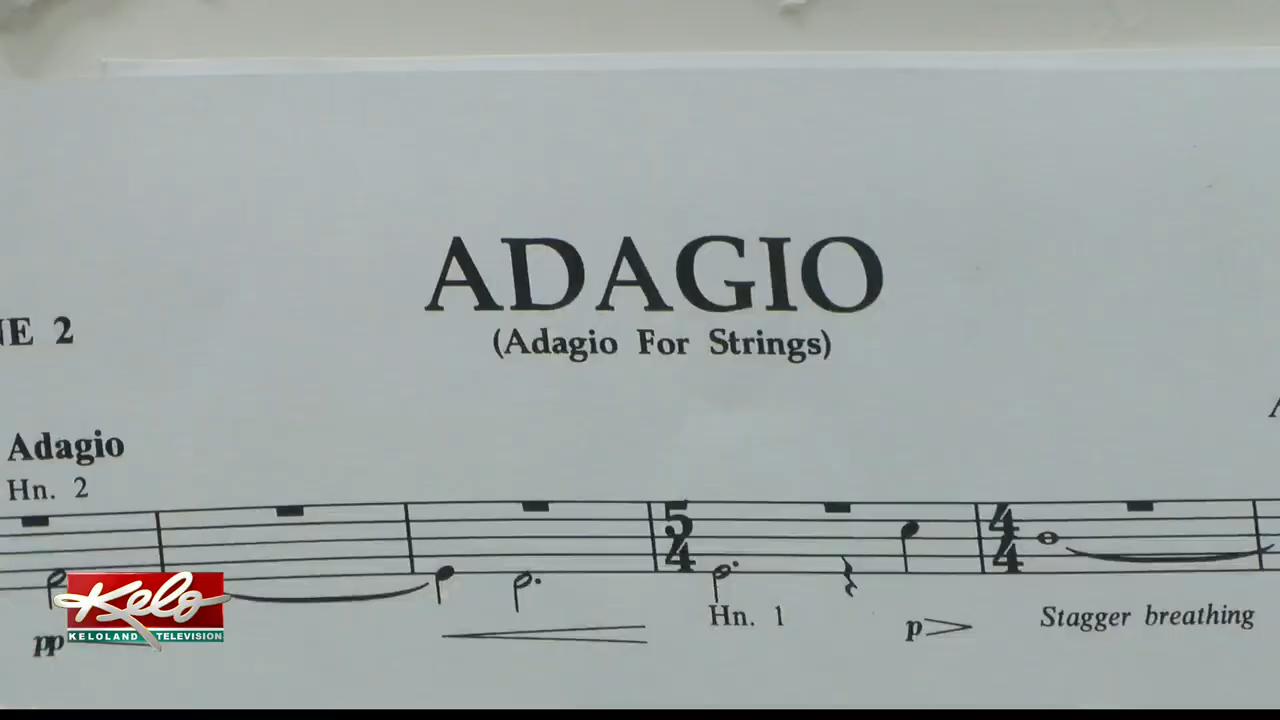 ADAGIO
(Adagio For Strings)
NE 2
Adagio
Hn. 2
5
4
4
4
Hn. 1
Stagger breathing
pp
p
Kelo
KELOLAND TELEVISION